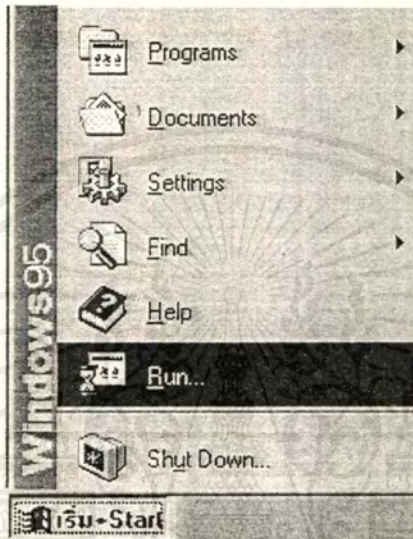 Programs
Documents
Settings
Find
Help
Run...
Shut Down...
Windows95
เริ่ม-Start